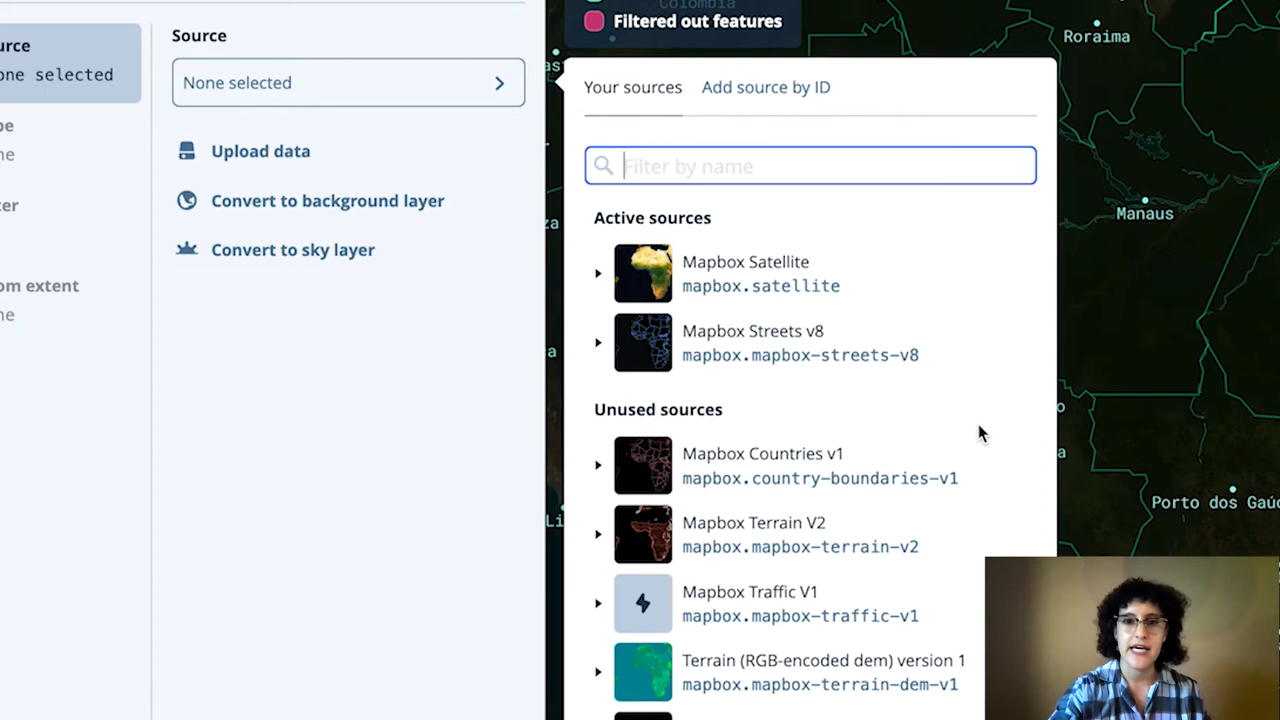 Colombia
Filtered out features
Roraima
Source
None selected
one selected
Your sources
Add source by ID
Filter by name
Upload data
Convert to background layer
Convert to sky layer
Manaus
Active sources
Mapbox Satellite
mapbox.satellite
Mapbox Streets v8
mapbox.mapbox-streets-v8
om extent
Unused sources
Mapbox Countries v1
mapbox.country-boundaries-v1
Mapbox Terrain V2
mapbox.mapbox-terrain-v2
Porto dos Gaú
Mapbox Traffic V1
mapbox.mapbox-traffic-v1
Terrain (RGB-encoded dem) version 1
mapbox.mapbox-terrain-dem-v1